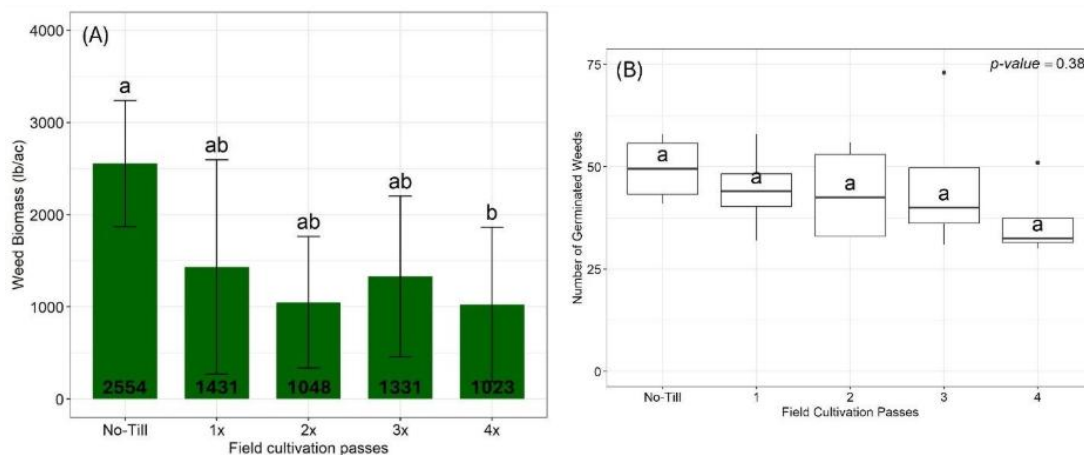 (A)
Weed Biomass (lb/ac)
4000
3000
2000
1000
0
a
ab
ab
ab
b
2554
1431
1048
1331
1023
No-Till
1x
2x
3x
4x
Field cultivation passes
(B)
p-value = 0.38
Number of Germinated Weeds
75
50
25
0
a
a
a
a
a
No-Till
1
2
3
4
Field Cultivation Passes